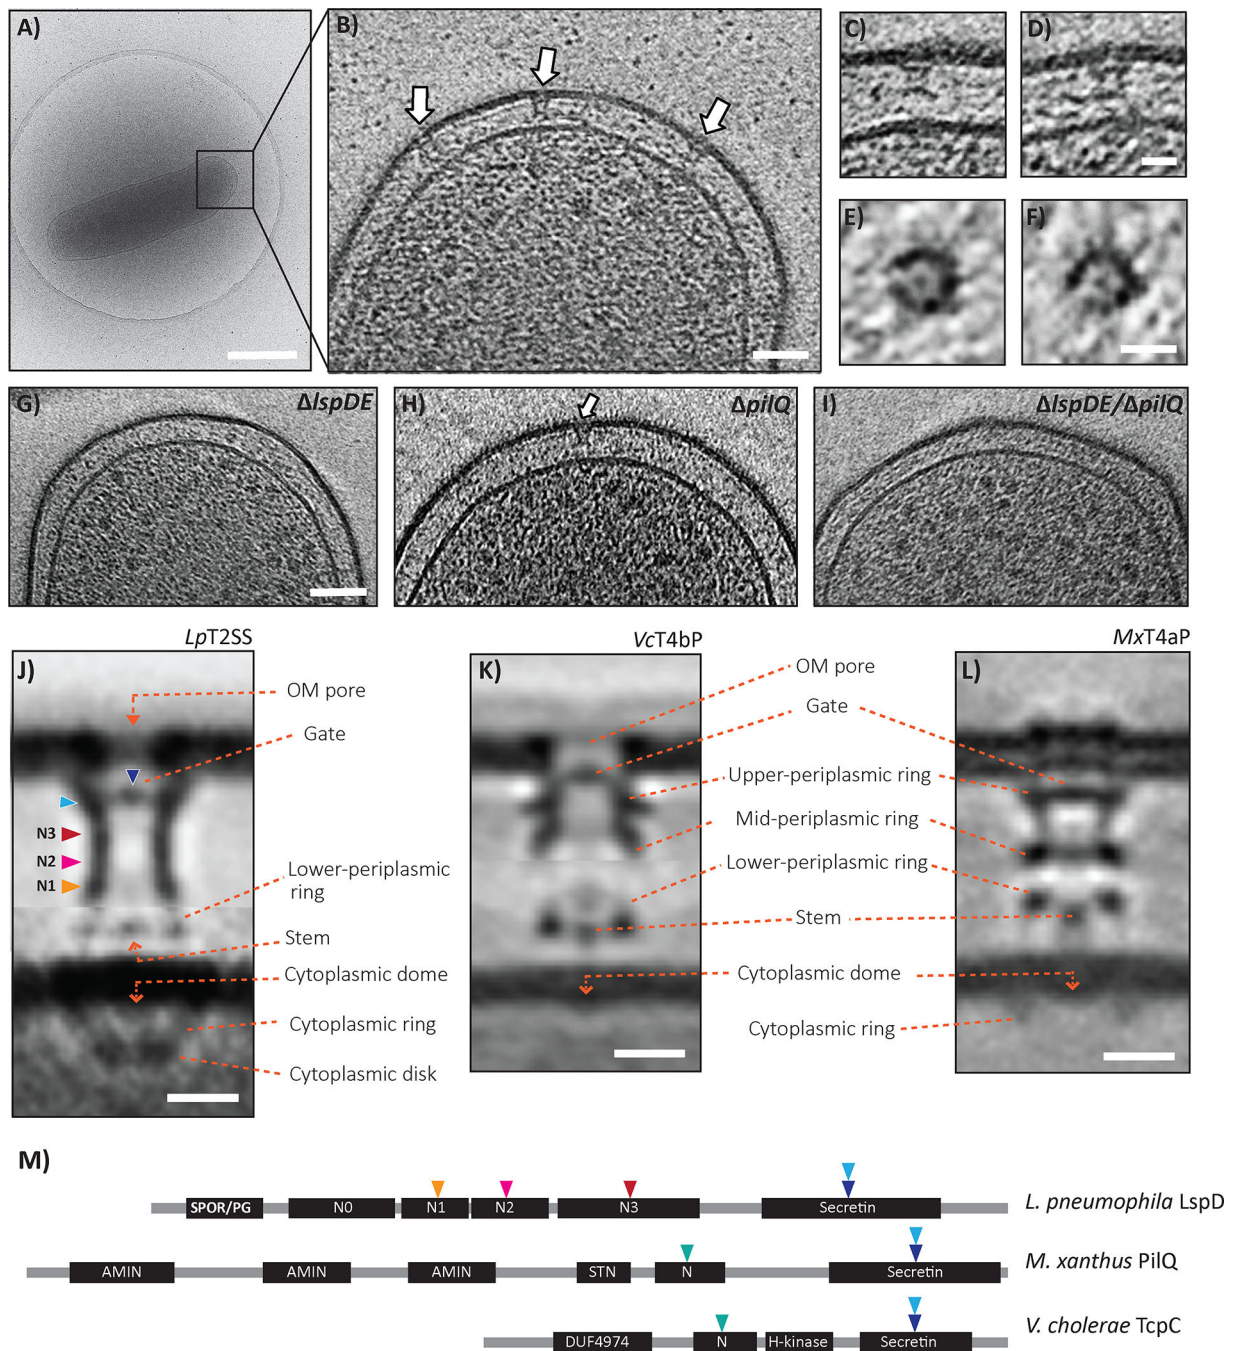 A)
B)
C)
D)
E)
F)
G)
ΔlspDE
H)
ΔpilQ
I)
ΔlspDE/ΔpilQ
LpT2SS
VcT4bP
MxT4aP
J)
K)
L)
OM pore
Gate
N3
N2
N1
Lower-periplasmic
ring
Stem
Cytoplasmic dome
Cytoplasmic ring
Cytoplasmic disk
OM pore
Gate
Upper-periplasmic ring
Mid-periplasmic ring
Lower-periplasmic ring
Stem
Cytoplasmic dome
Cytoplasmic ring
M)
SPOR/PG N0 N1 N2 N3 Secretin L. pneumophila LspD
AMIN AMIN AMIN STN N Secretin M. xanthus PilQ
DUF4974 N H-kinase Secretin V. cholerae TcpC